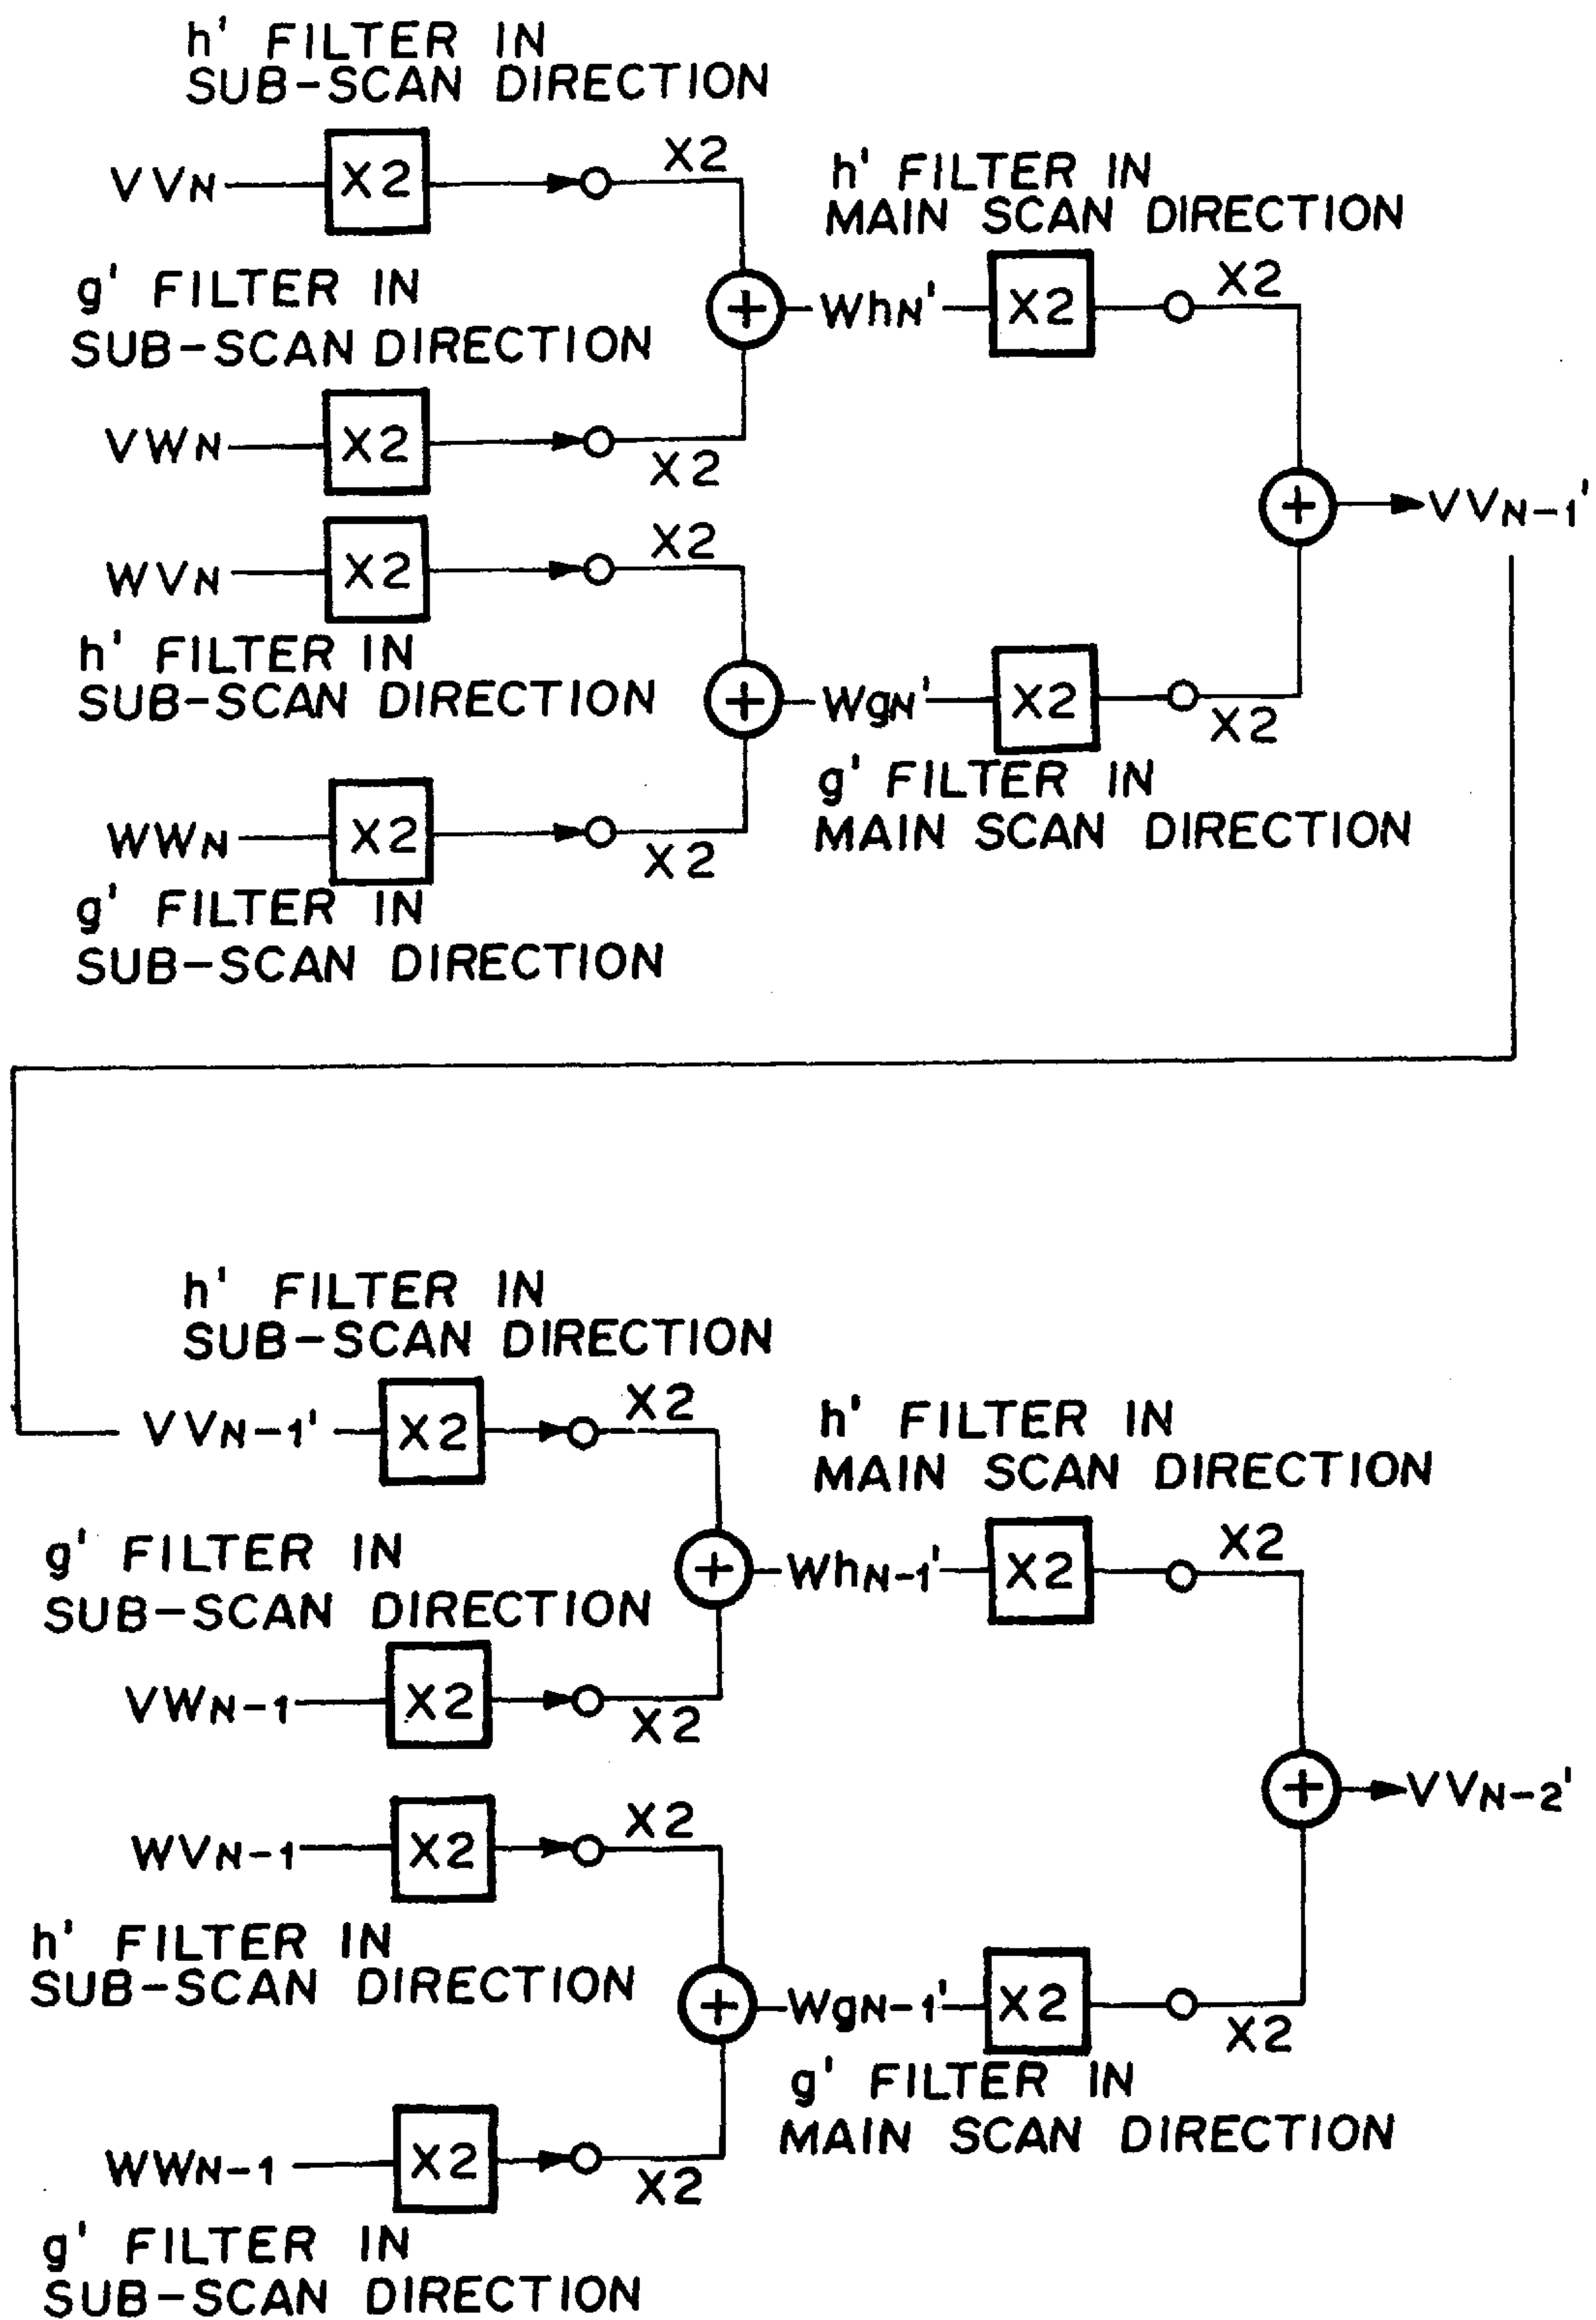 h' FILTER IN
SUB-SCAN DIRECTION
VVN
X2
X2
h' FILTER IN
MAIN SCAN DIRECTION
g' FILTER IN
SUB-SCAN DIRECTION
+
WhN'
X2
X2
VWN
X2
X2
+
VVN-1'
WVN
X2
X2
h' FILTER IN
SUB-SCAN DIRECTION
+
WgN'
X2
X2
g' FILTER IN
MAIN SCAN DIRECTION
WWN
X2
X2
g' FILTER IN
SUB-SCAN DIRECTION
h' FILTER IN
SUB-SCAN DIRECTION
VVN-1'
X2
X2
h' FILTER IN
MAIN SCAN DIRECTION
g' FILTER IN
SUB-SCAN DIRECTION
+
WhN-1'
X2
X2
VWN-1
X2
X2
+
VVN-2'
WVN-1
X2
X2
h' FILTER IN
SUB-SCAN DIRECTION
+
WgN-1'
X2
X2
g' FILTER IN
MAIN SCAN DIRECTION
WWN-1
X2
X2
g' FILTER IN
SUB-SCAN DIRECTION